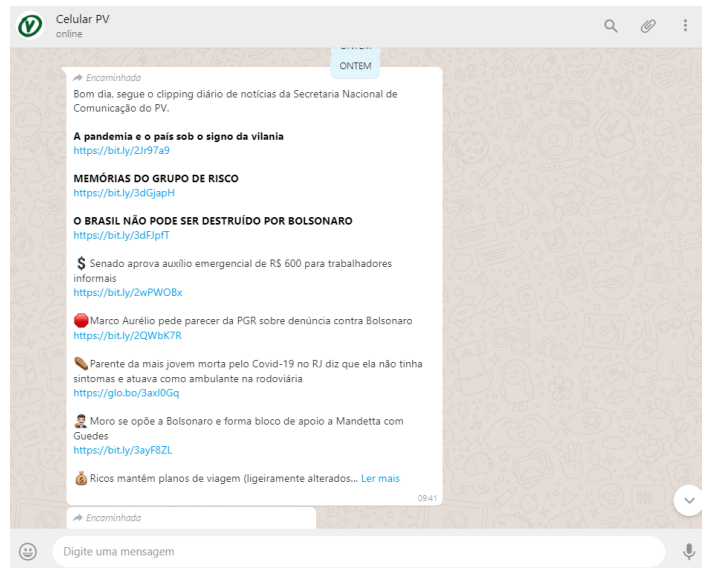 Celular PV
online
ONTEM
ONTEM
Encaminhada
Bom dia, segue o clipping diário de notícias da Secretaria Nacional de
Comunicação do PV.
A pandemia e o país sob o signo da vilania
https://bit.ly/2Jr97a9
MEMÓRIAS DO GRUPO DE RISCO
https://bit.ly/3dGjapH
O BRASIL NÃO PODE SER DESTRUÍDO POR BOLSONARO
https://bit.ly/3dFJpfT
Senado aprova auxílio emergencial de R$ 600 para trabalhadores
informais
https://bit.ly/2wPWOBx
Marco Aurélio pede parecer da PGR sobre denúncia contra Bolsonaro
https://bit.ly/2QWbK7R
Parente da mais jovem morta pelo Covid-19 no RJ diz que ela não tinha
sintomas e atuava como ambulante na rodoviária
https://glo.bo/3axl0Gq
Moro se opõe a Bolsonaro e forma bloco de apoio a Mandetta com
Guedes
https://bit.ly/3ayF8ZL
Ricos mantêm planos de viagem (ligeiramente alterados... Ler mais
09:41
Encaminhada
Digite uma mensagem